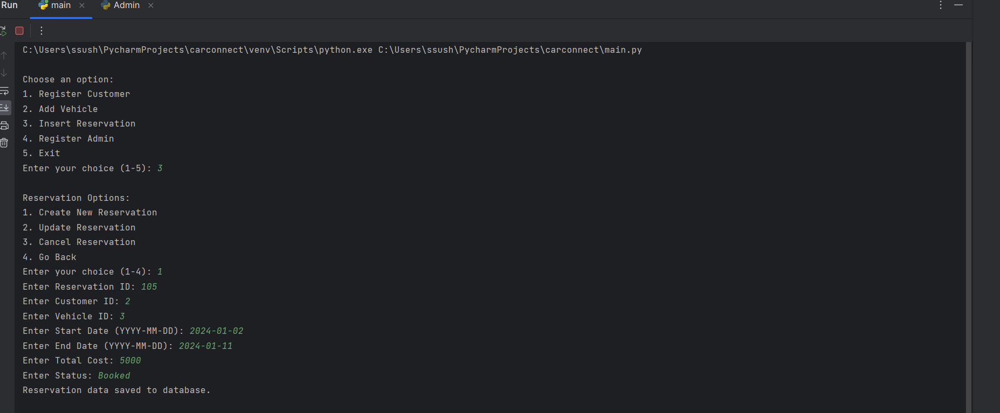 Run main Admin
C:\Users\ssush\PycharmProjects\carconnect\venv\Scripts\python.exe C:\Users\ssush\PycharmProjects\carconnect\main.py
Choose an option:
1. Register Customer
2. Add Vehicle
3. Insert Reservation
4. Register Admin
5. Exit
Enter your choice (1-5): 3
Reservation Options:
1. Create New Reservation
2. Update Reservation
3. Cancel Reservation
4. Go Back
Enter your choice (1-4): 1
Enter Reservation ID: 105
Enter Customer ID: 2
Enter Vehicle ID: 3
Enter Start Date (YYYY-MM-DD): 2024-01-02
Enter End Date (YYYY-MM-DD): 2024-01-11
Enter Total Cost: 5000
Enter Status: Booked
Reservation data saved to database.